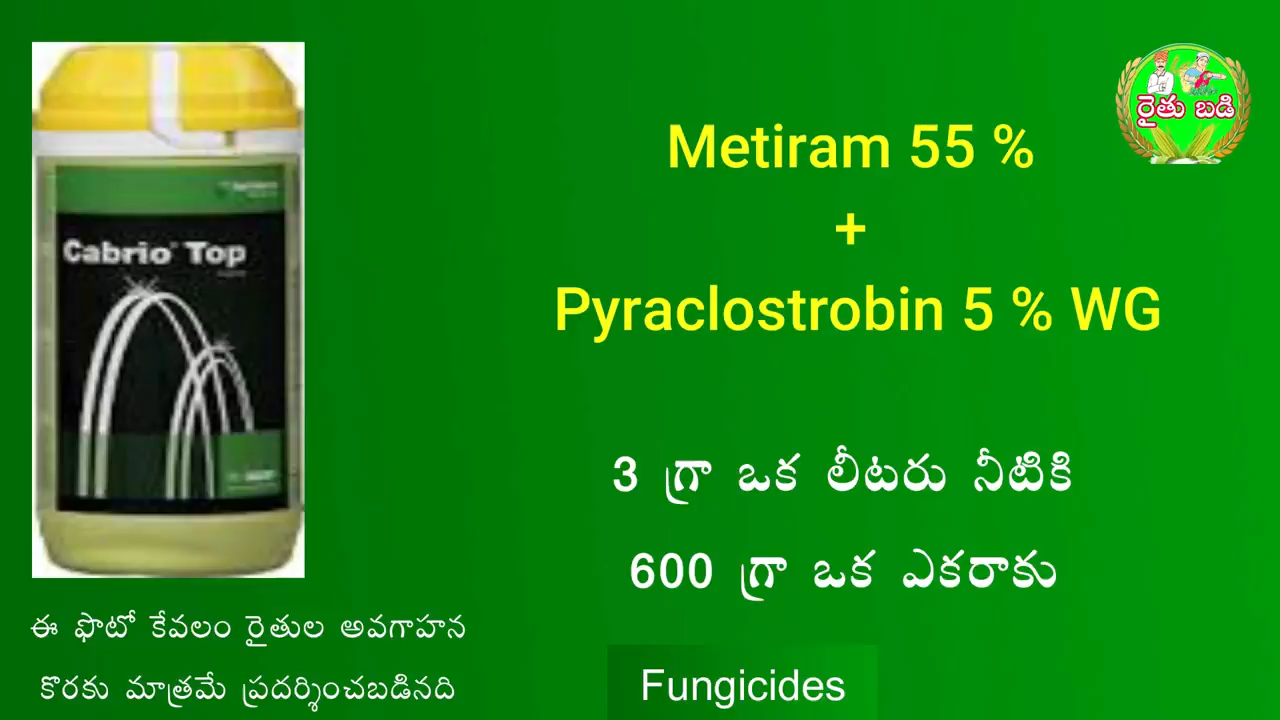 రైతు బడి
Metiram 55 %
+
Pyraclostrobin 5 % WG
Cabrio® Top
3 గ్రా ఒక లీటరు నీటికి
600 గ్రా ఒక ఎకరాకు
ఈ ఫొటో కేవలం రైతుల అవగాహన
కొరకు మాత్రమే ప్రదర్శించబడినది
Fungicides